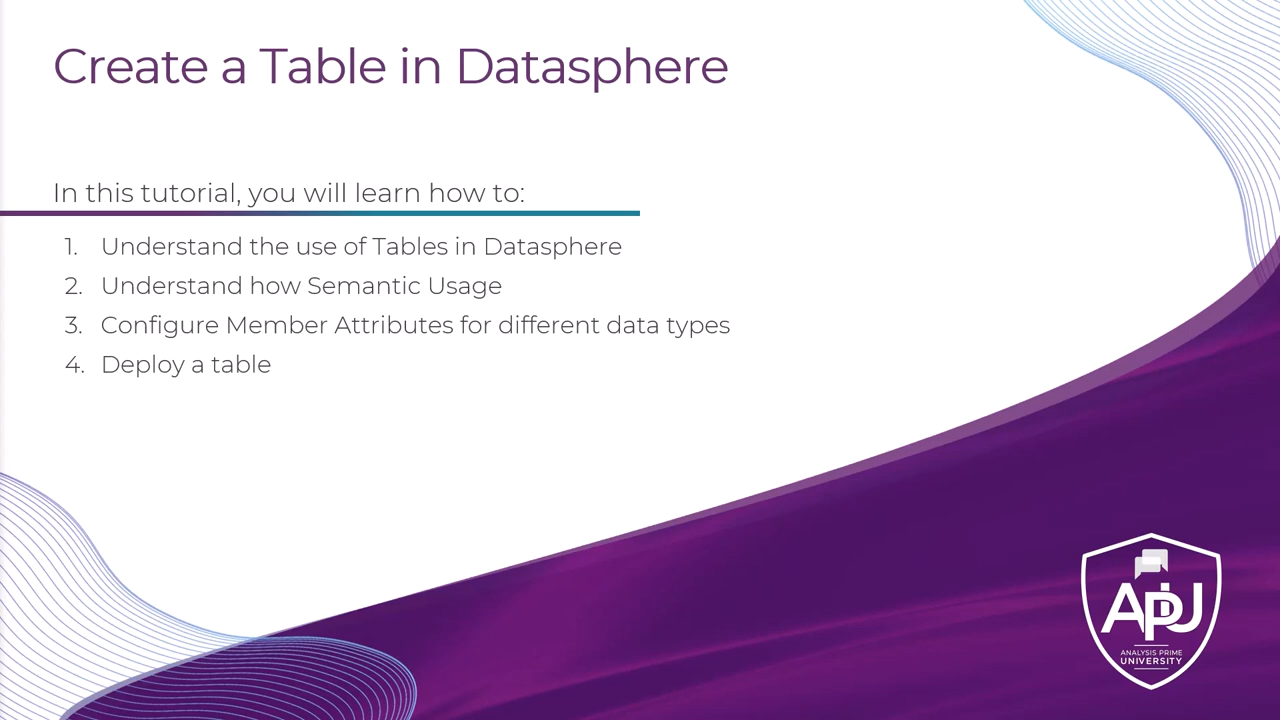 Create a Table in Datasphere
In this tutorial, you will learn how to:
1. Understand the use of Tables in Datasphere
2. Understand how Semantic Usage
3. Configure Member Attributes for different data types
4. Deploy a table
APU
ANALYSIS PRIME
UNIVERSITY